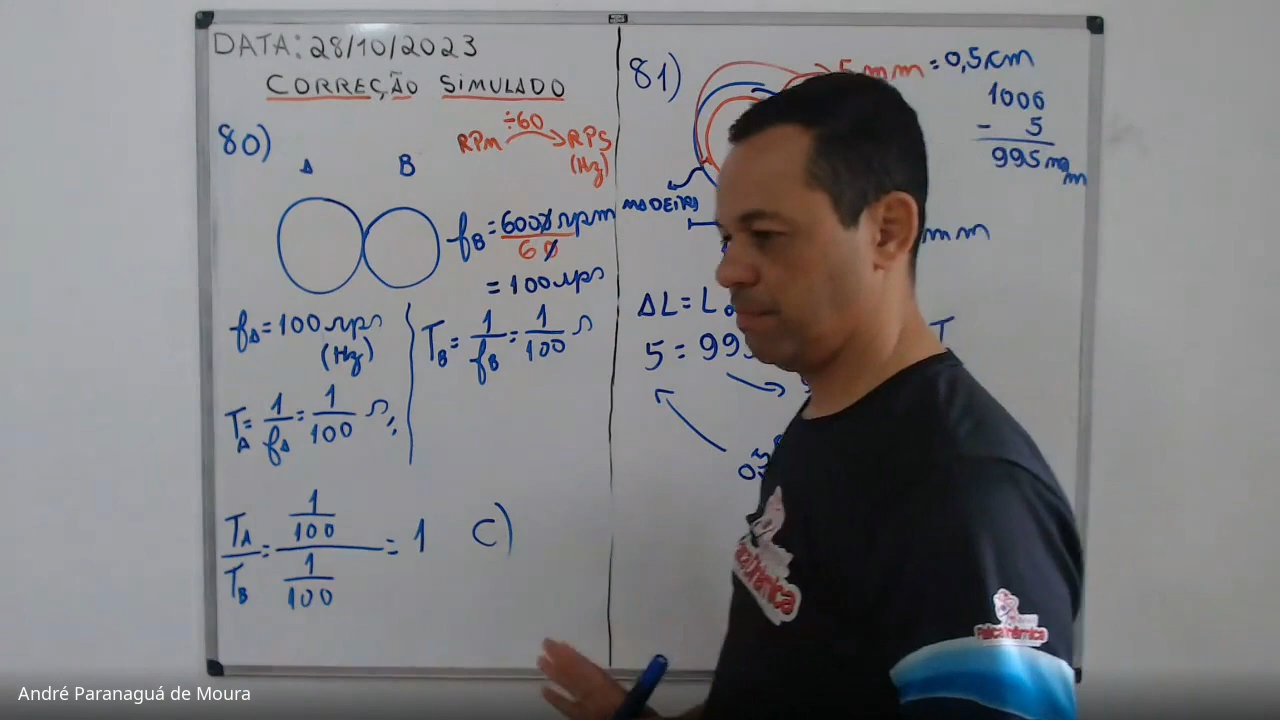 DATA: 28/10/2023
CORREÇÃO SIMULADO
80)
÷60
RPM RPS
(Hz)
A B
fB = 6000 rpm
60
= 100 rps
fA = 100 rps
(Hz)
TB = 1/fB = 1/100 s
TA = 1/fA = 1/100 s;
TA/TB = 1/100 / 1/100 = 1 C)
81)
5 mm = 0,5 cm
1006
- 5
995 mm
MADEIRA
mm
ΔL = L
5 = 995
T
André Paranaguá de Moura